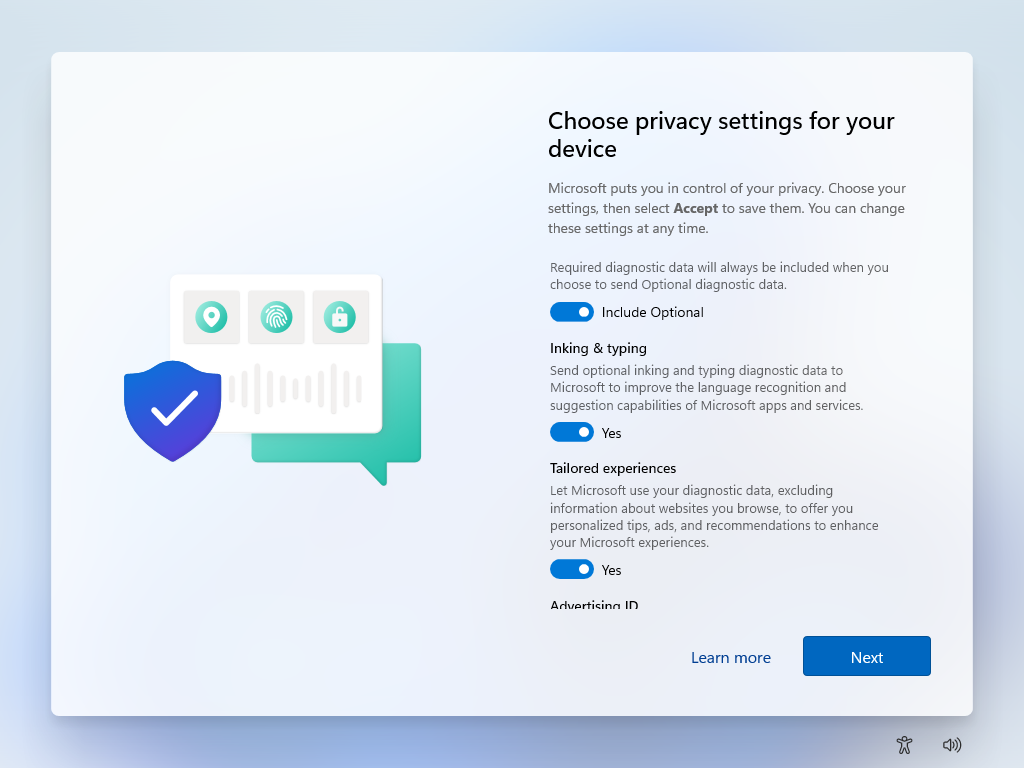 Choose privacy settings for your
device
Microsoft puts you in control of your privacy. Choose your
settings, then select Accept to save them. You can change
these settings at any time.
Required diagnostic data will always be included when you
choose to send Optional diagnostic data.
Include Optional
Inking & typing
Send optional inking and typing diagnostic data to
Microsoft to improve the language recognition and
suggestion capabilities of Microsoft apps and services.
Yes
Tailored experiences
Let Microsoft use your diagnostic data, excluding
information about websites you browse, to offer you
personalized tips, ads, and recommendations to enhance
your Microsoft experiences.
Yes
Advertising ID
Learn more
Next